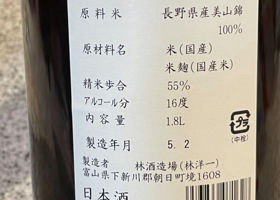 原料米 長野県産美山錦
100%
原材料名 米(国産)
米麹(国産米)
精米歩合 55%
アルコール分 16度
内容量 1.8L
製造年月 5.2
プラ
(中栓)
製造者 林酒造場(林洋一)
富山県下新川郡朝日町境1608
日本酒